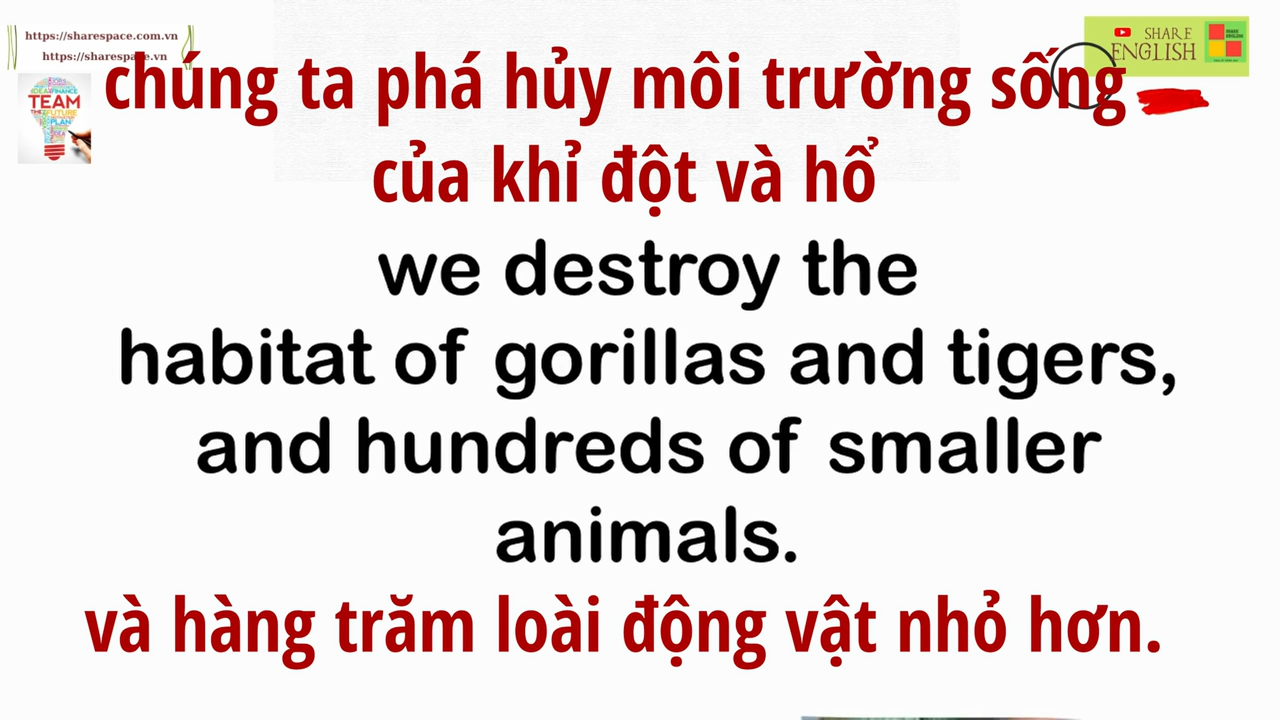 https://sharespace.com.vn
https://sharespace.vn
SHARE
ENGLISH
TEAM
PLAN
chúng ta phá hủy môi trường sống
của khỉ đột và hổ
we destroy the
habitat of gorillas and tigers,
and hundreds of smaller
animals.
và hàng trăm loài động vật nhỏ hơn.